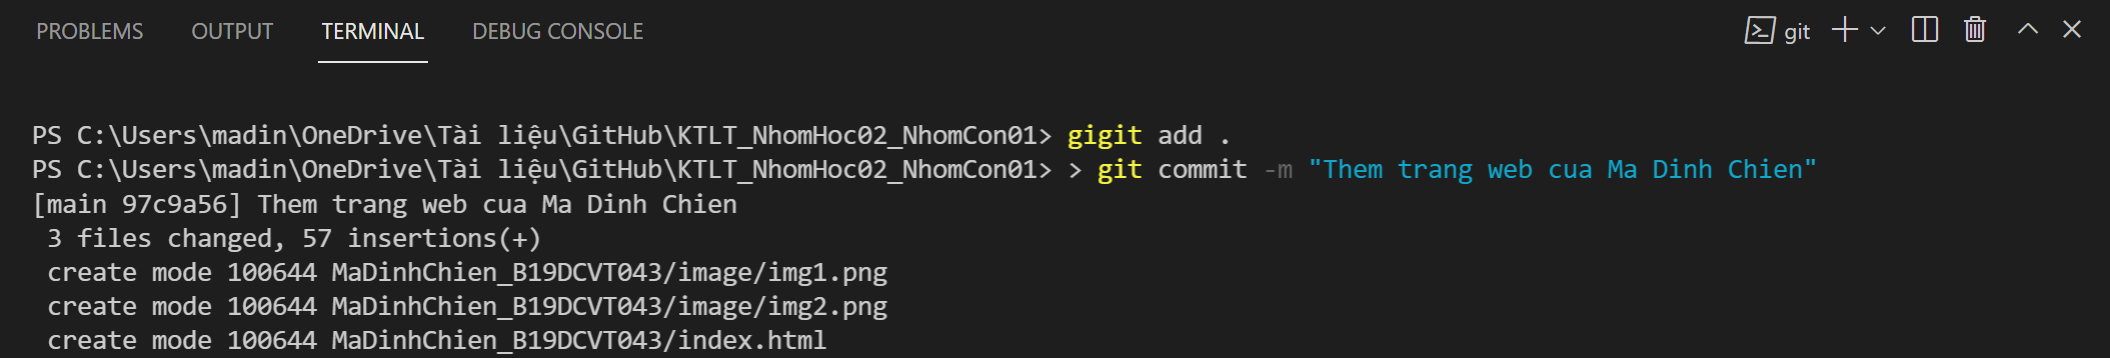 PROBLEMS OUTPUT TERMINAL DEBUG CONSOLE git
PS C:\Users\madin\OneDrive\Tài liệu\GitHub\KTLT_NhomHoc02_NhomCon01> gigit add .
PS C:\Users\madin\OneDrive\Tài liệu\GitHub\KTLT_NhomHoc02_NhomCon01> > git commit -m "Them trang web cua Ma Dinh Chien"
[main 97c9a56] Them trang web cua Ma Dinh Chien
 3 files changed, 57 insertions(+)
 create mode 100644 MaDinhChien_B19DCVT043/image/img1.png
 create mode 100644 MaDinhChien_B19DCVT043/image/img2.png
 create mode 100644 MaDinhChien_B19DCVT043/index.html